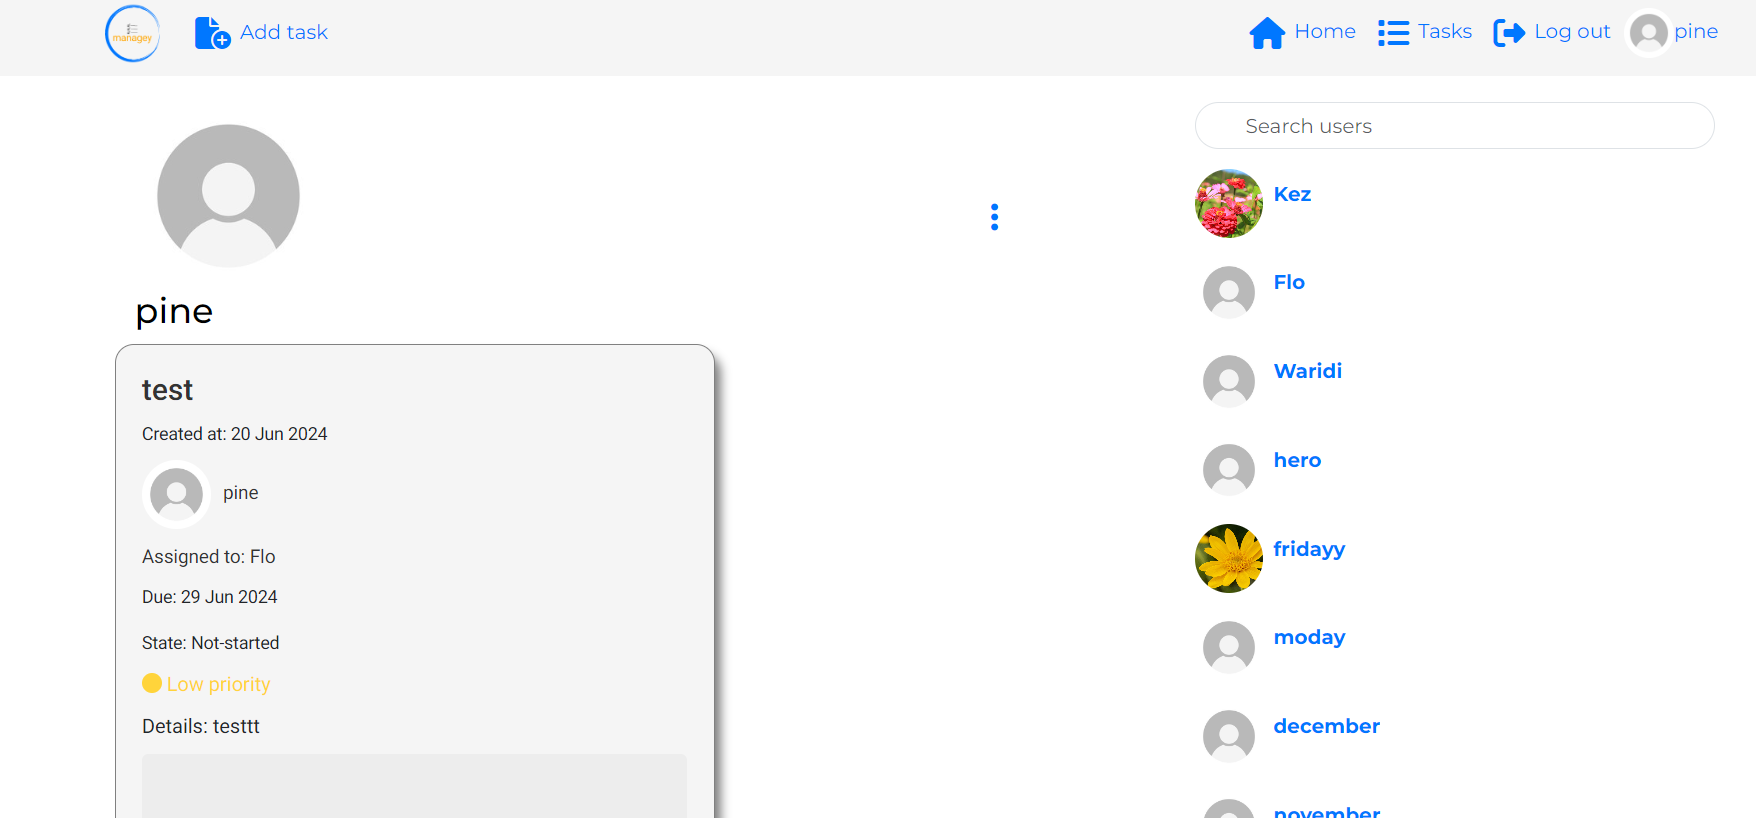 managey
Add task
Home
Tasks
Log out
pine
Search users
Kez
Flo
Waridi
hero
fridayy
moday
december
november
pine
test
Created at: 20 Jun 2024
pine
Assigned to: Flo
Due: 29 Jun 2024
State: Not-started
Low priority
Details: testtt